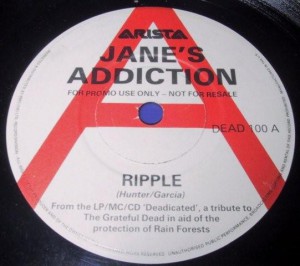 ARISTA
JANE'S
ADDICTION
FOR PROMO USE ONLY – NOT FOR RESALE
DEAD 100 A
RIPPLE
(Hunter/Garcia)
From the LP/MC/CD 'Deadicated', a tribute to
The Grateful Dead in aid of the
protection of Rain Forests